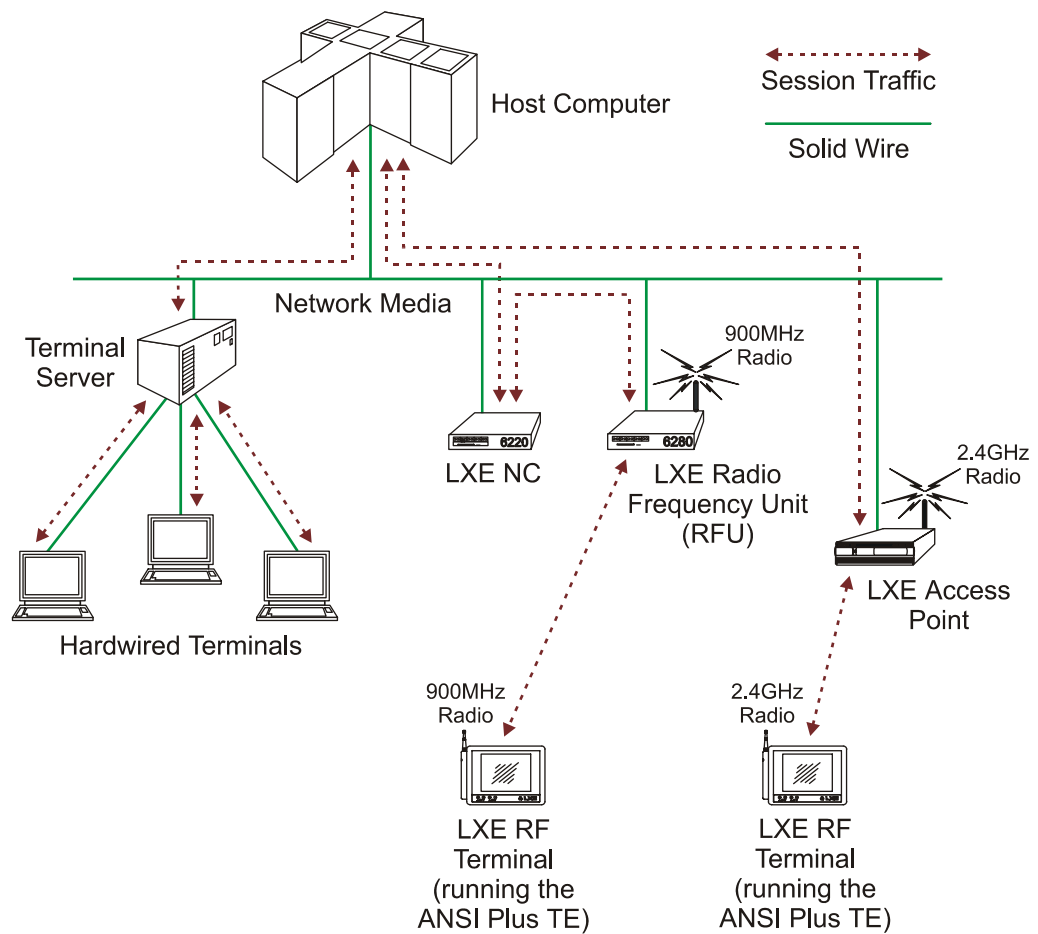 Host Computer
Session Traffic
Solid Wire
Network Media
Terminal
Server
900MHz
Radio
6220
6280
LXE NC
LXE Radio
Frequency Unit
(RFU)
2.4GHz
Radio
LXE Access
Point
Hardwired Terminals
900MHz
Radio
2.4GHz
Radio
LXE RF
Terminal
(running the
ANSI Plus TE)
LXE RF
Terminal
(running the
ANSI Plus TE)